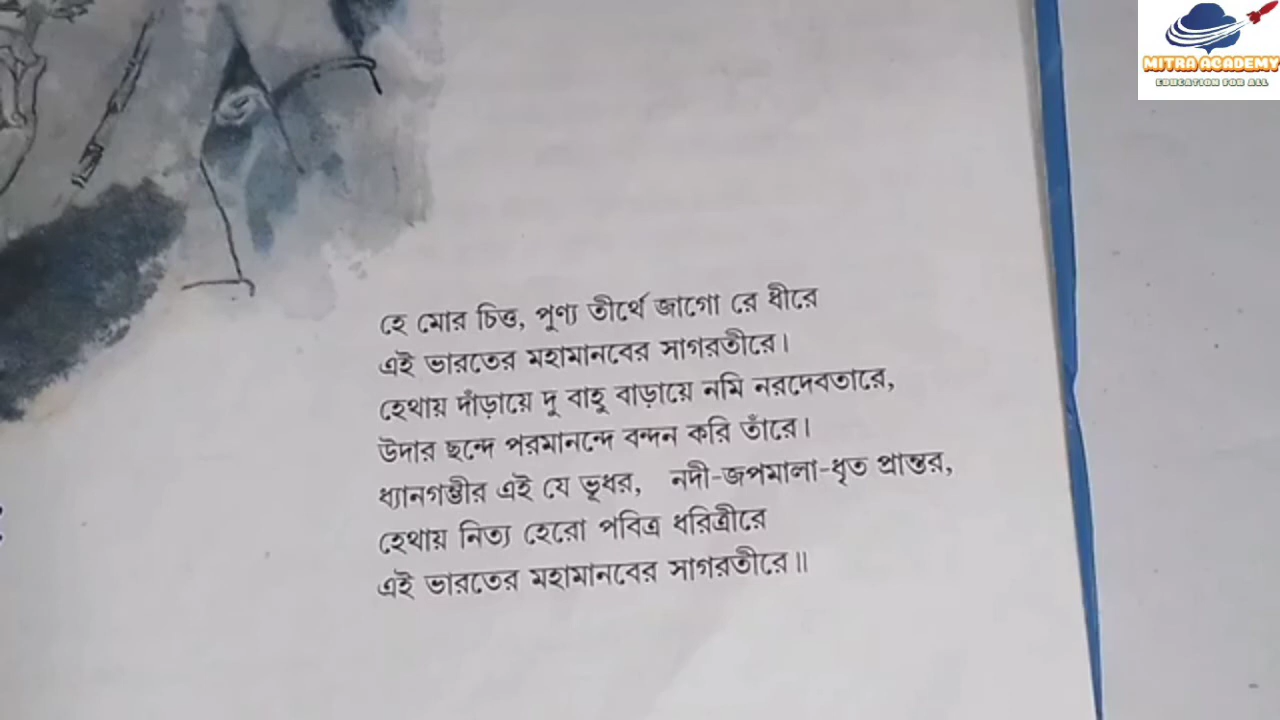 MITRA ACADEMY
EDUCATION FOR ALL
হে মোর চিত্ত, পুণ্য তীর্থে জাগো রে ধীরে
এই ভারতের মহামানবের সাগরতীরে।
হেথায় দাঁড়ায়ে দু বাহু বাড়ায়ে নমি নরদেবতারে,
উদার ছন্দে পরমানন্দে বন্দন করি তাঁরে।
ধ্যানগম্ভীর এই যে ভূধর, নদী-জপমালা-ধৃত প্রান্তর,
হেথায় নিত্য হেরো পবিত্র ধরিত্রীরে
এই ভারতের মহামানবের সাগরতীরে॥